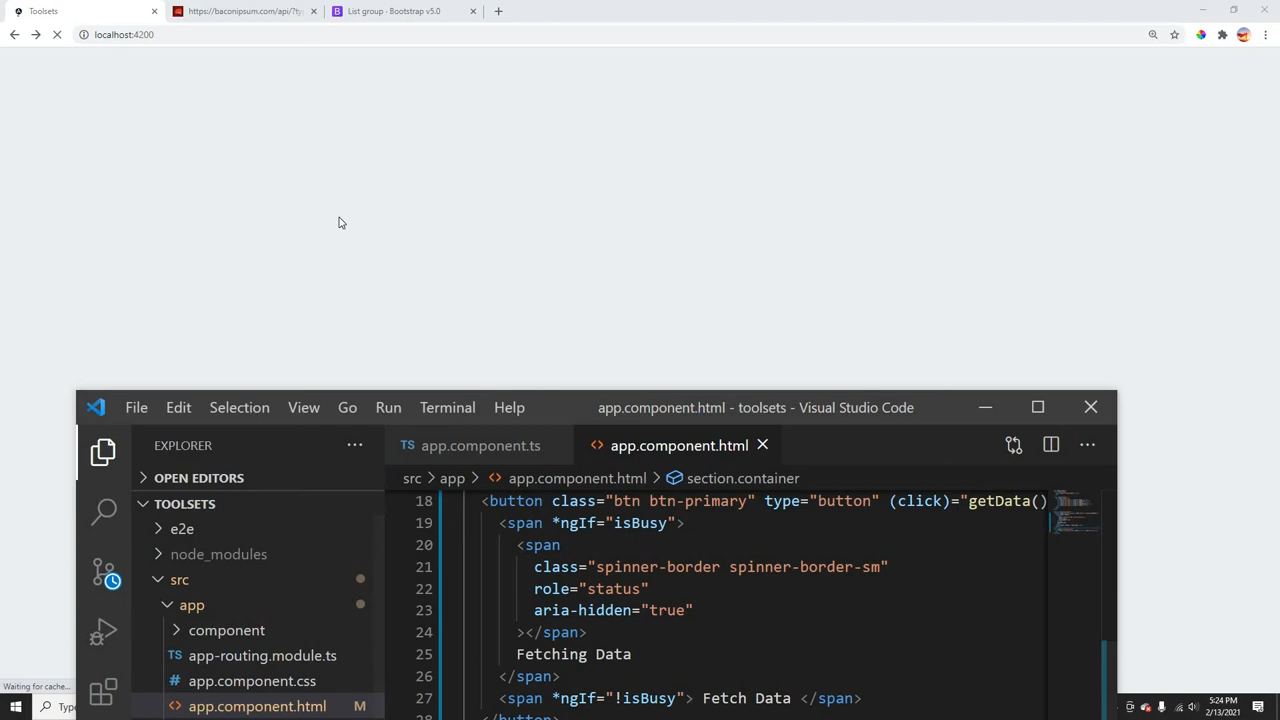 Toolsets
https://baconipsum.com/api/?ty
List group - Bootstrap v5.0
localhost:4200
File Edit Selection View Go Run Terminal Help
app.component.html - toolsets - Visual Studio Code
EXPLORER
TS app.component.ts
<> app.component.html
OPEN EDITORS
src > app > <> app.component.html > section.container
TOOLSETS
e2e
node_modules
src
app
component
TS app-routing.module.ts
# app.component.css
<> app.component.html M
18 <button class="btn btn-primary" type="button" (click)="getData()
19 <span *ngIf="isBusy">
20 <span
21 class="spinner-border spinner-border-sm"
22 role="status"
23 aria-hidden="true"
24 ></span>
25 Fetching Data
26 </span>
27 <span *ngIf="!isBusy"> Fetch Data </span>
28 </button>
Waiting for cache...
Typ
5:24 PM
2/13/2021